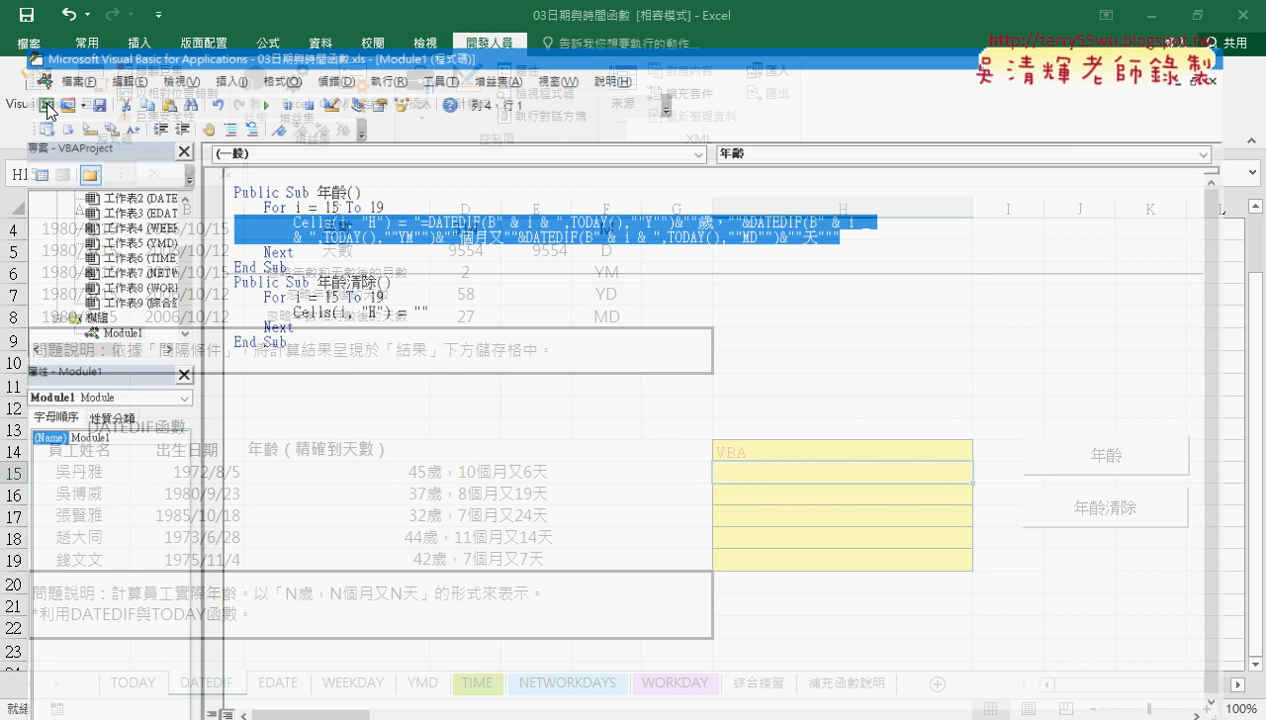 03日期與時間函數 [相容模式] - Excel
檔案 常用 插入 版面配置 公式 資料 校閱 檢視 開發人員 告訴我您想要執行的動作... 共用
http://terry55wu.blogspot.tw
吳清輝老師錄製
Microsoft Visual Basic for Applications - 03日期與時間函數.xls - [Module1 (程式碼)]
檔案(F) 編輯(E) 檢視(V) 插入(I) 格式(O) 偵錯(D) 執行(R) 工具(T) 增益集(A) 視窗(W) 說明(H)
列 4，行 1
專案 - VBAProject
(一般) 年齡
工作表2 (DATE
工作表3 (EDAT
工作表4 (WEEK
工作表5 (YMD)
工作表6 (TIME
工作表7 (NETW
工作表8 (WORK
工作表9 (綜合練
模組
Module1
Public Sub 年齡()
For i = 15 To 19
Cells(i, "H") = "=DATEDIF(B" & i & ",TODAY(),""Y"")&""歲，""&DATEDIF(B" & i _
& ",TODAY(),""YM"")&""個月又""&DATEDIF(B" & i & ",TODAY(),""MD"")&""天"""
Next
End Sub
Public Sub 年齡清除()
For i = 15 To 19
Cells(i, "H") = ""
Next
End Sub
屬性 - Module1
Module1 Module
字母順序 性質分類
(Name) Module1
天數 9554 9554 D
2 YM
58 YD
27 MD
問題說明：依據「間隔條件」，將計算結果呈現於「結果」下方儲存格中。
DATEDIF函數
員工姓名 出生日期 年齡（精確到天數） VBA
吳丹雅 1972/8/5 45歲，10個月又6天
吳博威 1980/9/23 37歲，8個月又19天
張賢雅 1985/10/18 32歲，7個月又24天
趙大同 1973/6/28 44歲，11個月又14天
錢文文 1975/11/4 42歲，7個月又7天
年齡
年齡清除
問題說明：計算員工實際年齡。以「N歲，N個月又N天」的形式來表示。
*利用DATEDIF與TODAY函數。
TODAY DATEDIF EDATE WEEKDAY YMD TIME NETWORKDAYS WORKDAY 綜合練習 補充函數說明
就緒 100%